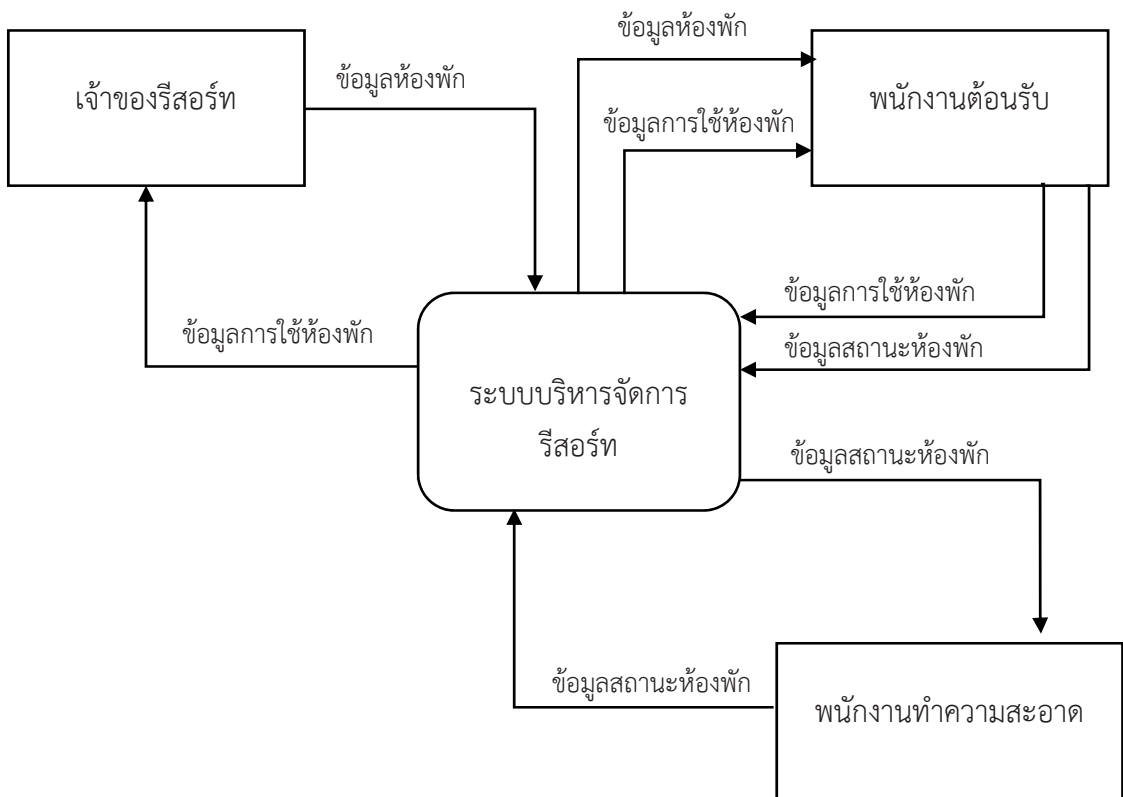 ข้อมูลห้องพัก
เจ้าของรีสอร์ท
ข้อมูลห้องพัก
พนักงานต้อนรับ
ข้อมูลการใช้ห้องพัก
ข้อมูลการใช้ห้องพัก
ข้อมูลการใช้ห้องพัก
ข้อมูลสถานะห้องพัก
ระบบบริหารจัดการ
รีสอร์ท
ข้อมูลสถานะห้องพัก
ข้อมูลสถานะห้องพัก
พนักงานทำความสะอาด